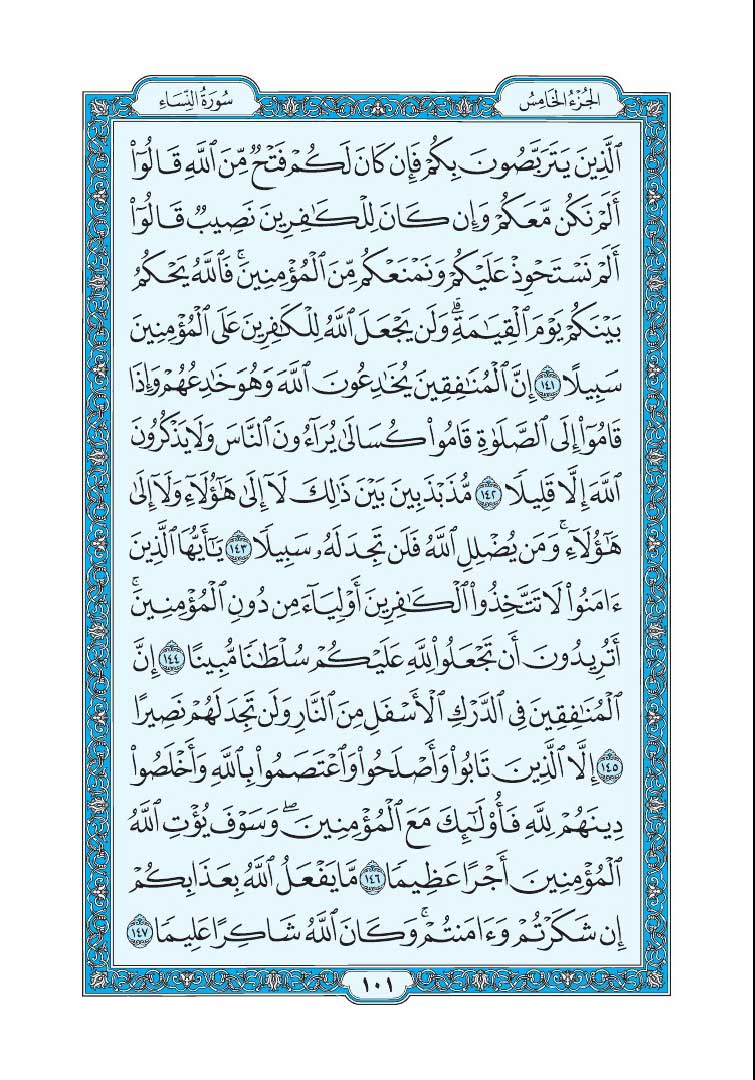 الجُزْءُ الخَامِسُ
سُورَةُ النِّسَاءِ
ٱلَّذِينَ يَتَرَبَّصُونَ بِكُمۡ فَإِن كَانَ لَكُمۡ فَتۡحٞ مِّنَ ٱللَّهِ قَالُوٓاْ
أَلَمۡ نَكُن مَّعَكُمۡ وَإِن كَانَ لِلۡكَٰفِرِينَ نَصِيبٞ قَالُوٓاْ
أَلَمۡ نَسۡتَحۡوِذۡ عَلَيۡكُمۡ وَنَمۡنَعۡكُم مِّنَ ٱلۡمُؤۡمِنِينَۚ فَٱللَّهُ يَحۡكُمُ
بَيۡنَكُمۡ يَوۡمَ ٱلۡقِيَٰمَةِۗ وَلَن يَجۡعَلَ ٱللَّهُ لِلۡكَٰفِرِينَ عَلَى ٱلۡمُؤۡمِنِينَ
سَبِيلًا ١٤١ إِنَّ ٱلۡمُنَٰفِقِينَ يُخَٰدِعُونَ ٱللَّهَ وَهُوَ خَٰدِعُهُمۡ وَإِذَا
قَامُوٓاْ إِلَى ٱلصَّلَوٰةِ قَامُواْ كُسَالَىٰ يُرَآءُونَ ٱلنَّاسَ وَلَا يَذۡكُرُونَ
ٱللَّهَ إِلَّا قَلِيلٗا ١٤٢ مُّذَبۡذَبِينَ بَيۡنَ ذَٰلِكَ لَآ إِلَىٰ هَٰٓؤُلَآءِ وَلَآ إِلَىٰ
هَٰٓؤُلَآءِۚ وَمَن يُضۡلِلِ ٱللَّهُ فَلَن تَجِدَ لَهُۥ سَبِيلٗا ١٤٣ يَٰٓأَيُّهَا ٱلَّذِينَ
ءَامَنُواْ لَا تَتَّخِذُواْ ٱلۡكَٰفِرِينَ أَوۡلِيَآءَ مِن دُونِ ٱلۡمُؤۡمِنِينَۚ
أَتُرِيدُونَ أَن تَجۡعَلُواْ لِلَّهِ عَلَيۡكُمۡ سُلۡطَٰنٗا مُّبِينًا ١٤٤ إِنَّ
ٱلۡمُنَٰفِقِينَ فِي ٱلدَّرۡكِ ٱلۡأَسۡفَلِ مِنَ ٱلنَّارِ وَلَن تَجِدَ لَهُمۡ نَصِيرًا
١٤٥ إِلَّا ٱلَّذِينَ تَابُواْ وَأَصۡلَحُواْ وَٱعۡتَصَمُواْ بِٱللَّهِ وَأَخۡلَصُواْ
دِينَهُمۡ لِلَّهِ فَأُوْلَٰٓئِكَ مَعَ ٱلۡمُؤۡمِنِينَۖ وَسَوۡفَ يُؤۡتِ ٱللَّهُ
ٱلۡمُؤۡمِنِينَ أَجۡرًا عَظِيمٗا ١٤٦ مَّا يَفۡعَلُ ٱللَّهُ بِعَذَابِكُمۡ
إِن شَكَرۡتُمۡ وَءَامَنتُمۡۚ وَكَانَ ٱللَّهُ شَاكِرًا عَلِيمٗا ١٤٧
١٠١